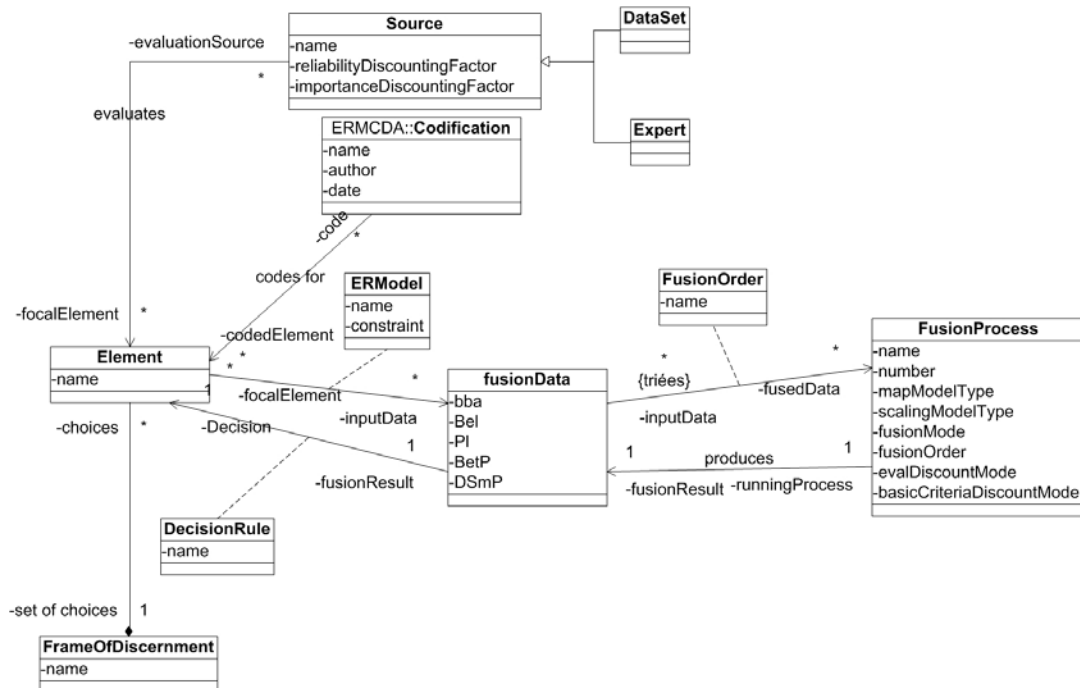 Source
-name
-reliabilityDiscountingFactor
-importanceDiscountingFactor
DataSet
Expert
-evaluationSource
*
evaluates
-focalElement
*
ERMCDA::Codification
-name
-author
-date
-code
*
codes for
-codedElement
*
ERModel
-name
-constraint
FusionOrder
-name
Element
-name
*
-focalElement
*
-inputData
1
-Decision
1
-fusionResult
fusionData
-bba
-Bel
-Pl
-BetP
-DSmP
*
{triées}
-inputData
*
-fusedData
1
produces
1
-fusionResult
-runningProcess
FusionProcess
-name
-number
-mapModelType
-scalingModelType
-fusionMode
-fusionOrder
-evalDiscountMode
-basicCriteriaDiscountMode
DecisionRule
-name
-choices
*
-set of choices
1
FrameOfDiscernment
-name